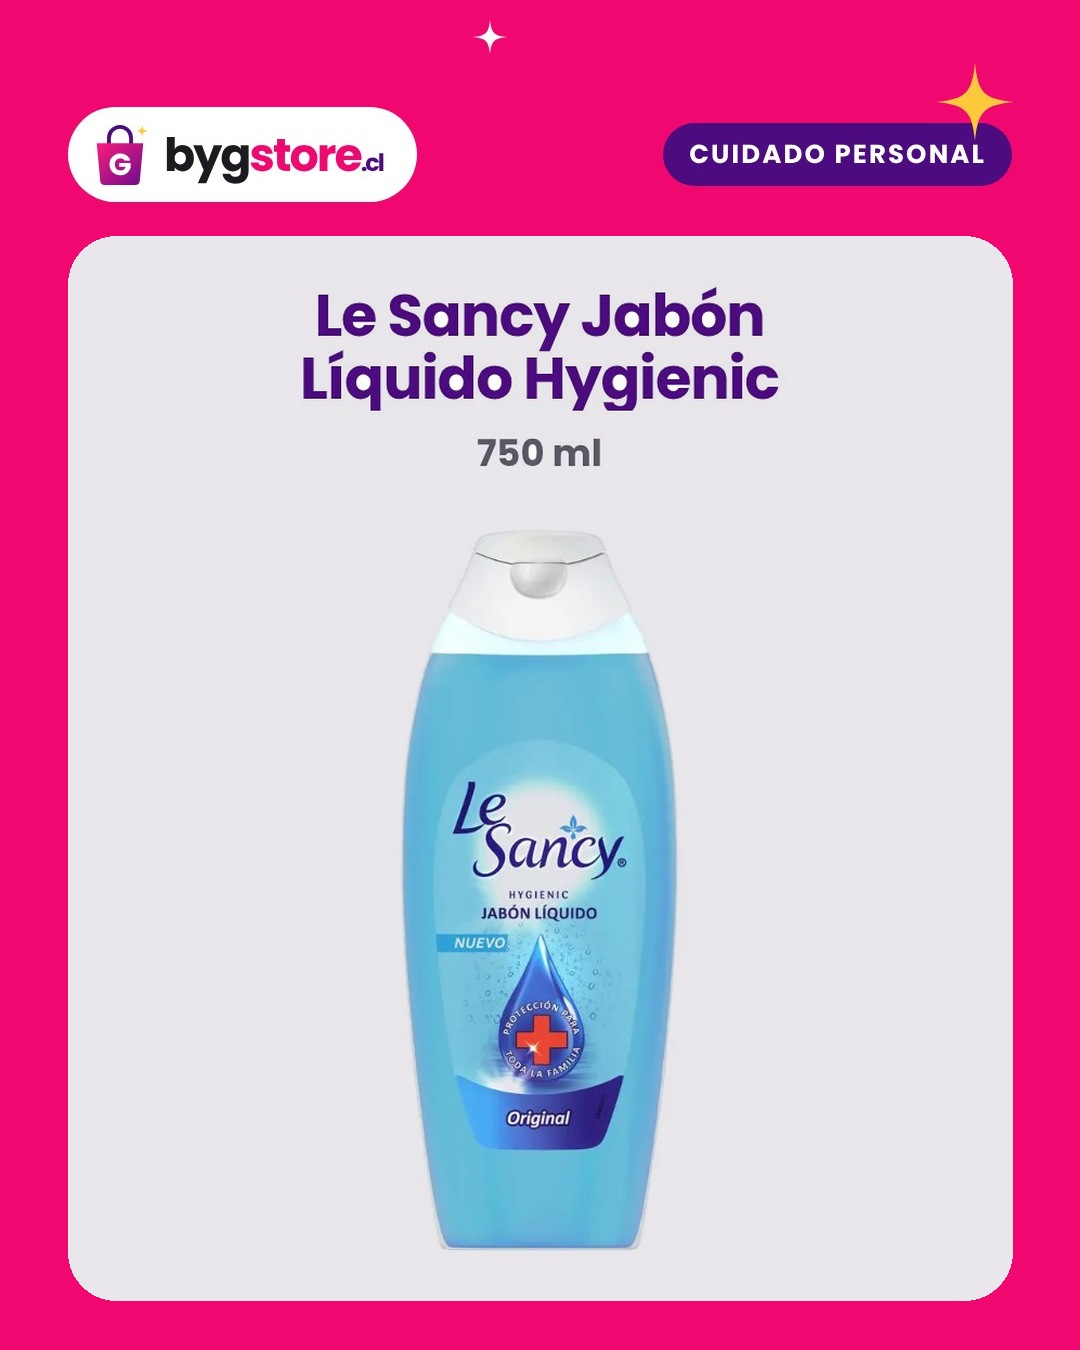 G bygstore.cl
CUIDADO PERSONAL
Le Sancy Jabón
Líquido Hygienic
750 ml
Le
Sancy®
HYGIENIC
JABÓN LÍQUIDO
NUEVO
PROTECCIÓN PARA
TODA LA FAMILIA
Original